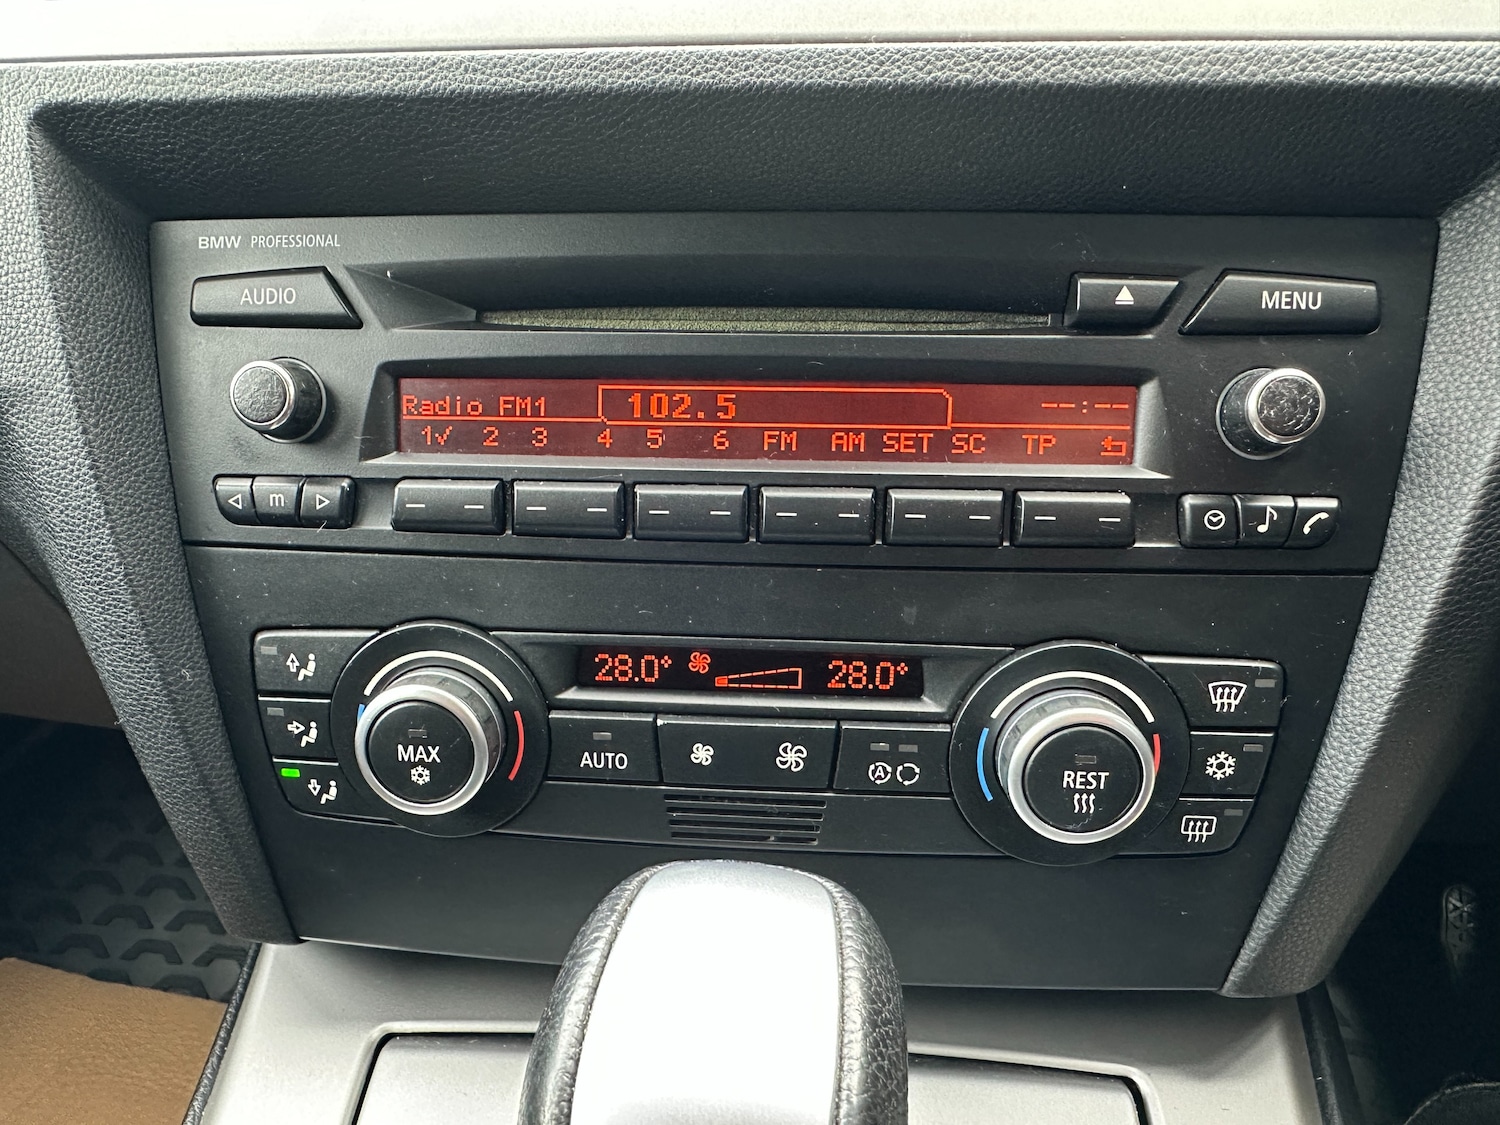 BMW PROFESSIONAL
AUDIO
MENU
Radio FM1 102.5 --:--
1✓ 2 3 4 5 6 FM AM SET SC TP
m
28.0° 28.0°
MAX
AUTO
A
REST